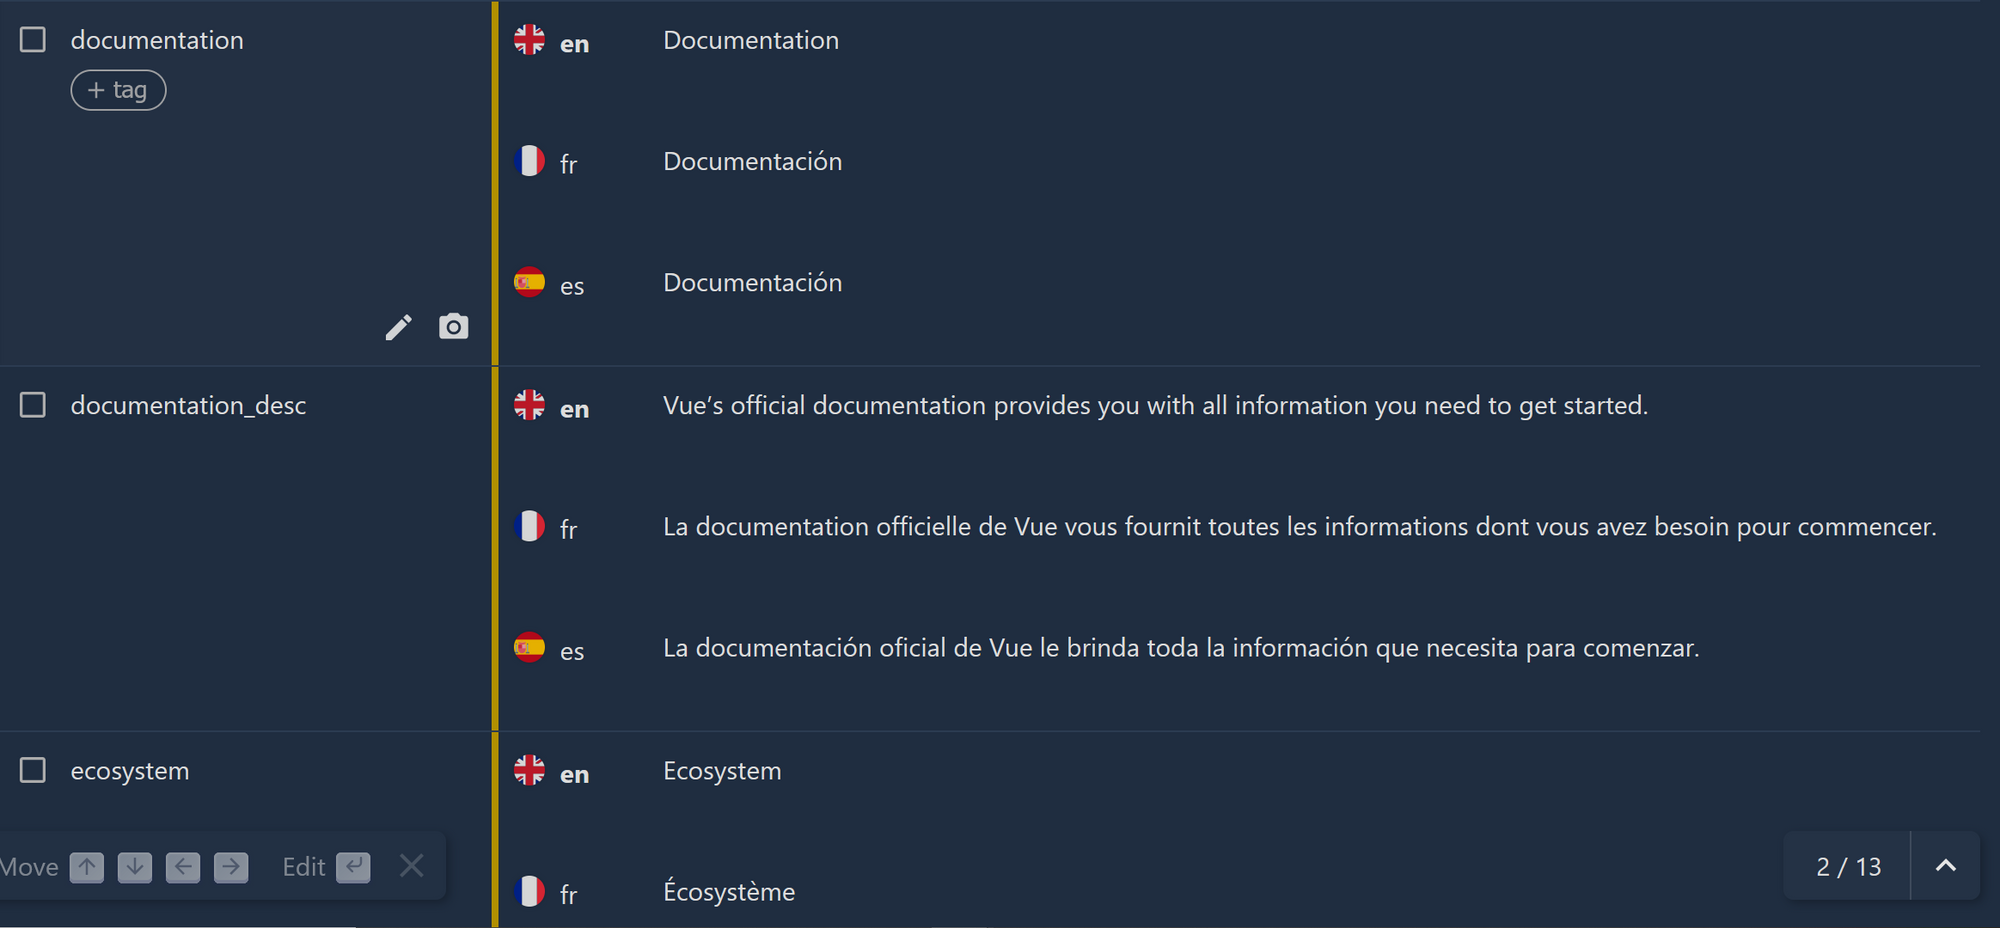 documentation
+ tag
en Documentation
fr Documentación
es Documentación
documentation_desc
en Vue’s official documentation provides you with all information you need to get started.
fr La documentation officielle de Vue vous fournit toutes les informations dont vous avez besoin pour commencer.
es La documentación oficial de Vue le brinda toda la información que necesita para comenzar.
ecosystem
en Ecosystem
fr Écosystème
Move ↑ ↓ ← → Edit ↵
2 / 13